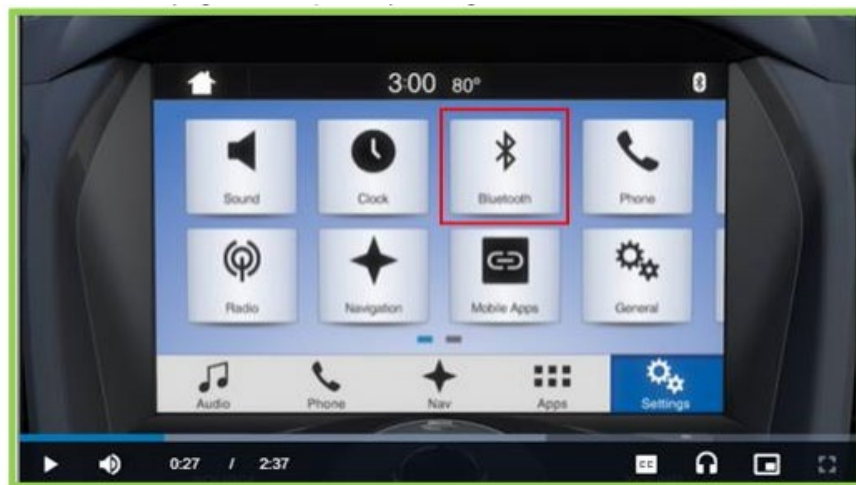 3:00 80°
Sound Clock Bluetooth Phone
Radio Navigation Mobile Apps General
Audio Phone Nav Apps Settings
0:27 / 2:37 CC